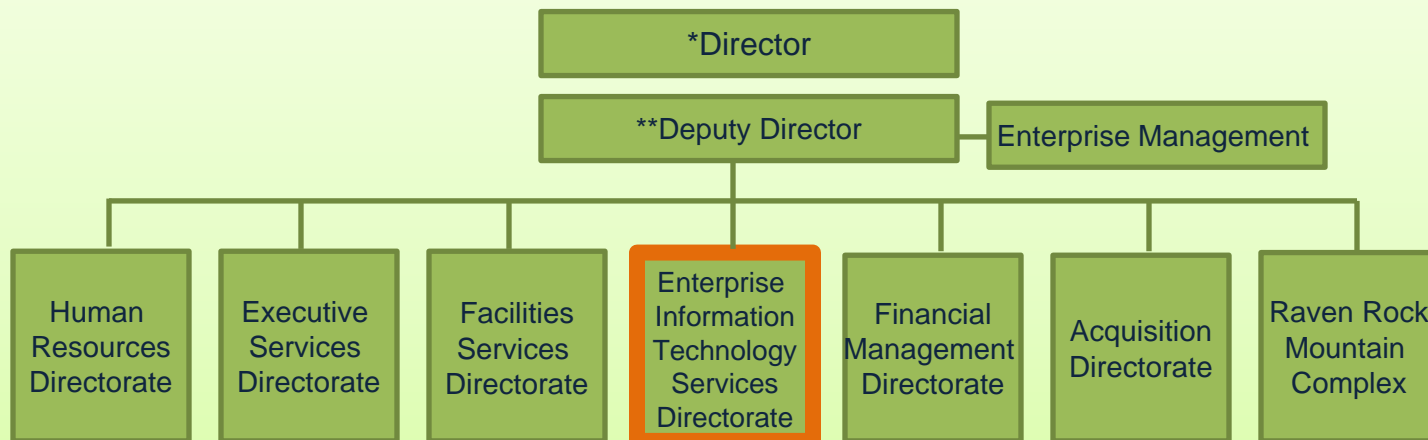 *Director
**Deputy Director
Enterprise Management
Human
Resources
Directorate
Executive
Services
Directorate
Facilities
Services
Directorate
Enterprise
Information
Technology
Services
Directorate
Financial
Management
Directorate
Acquisition
Directorate
Raven Rock
Mountain
Complex